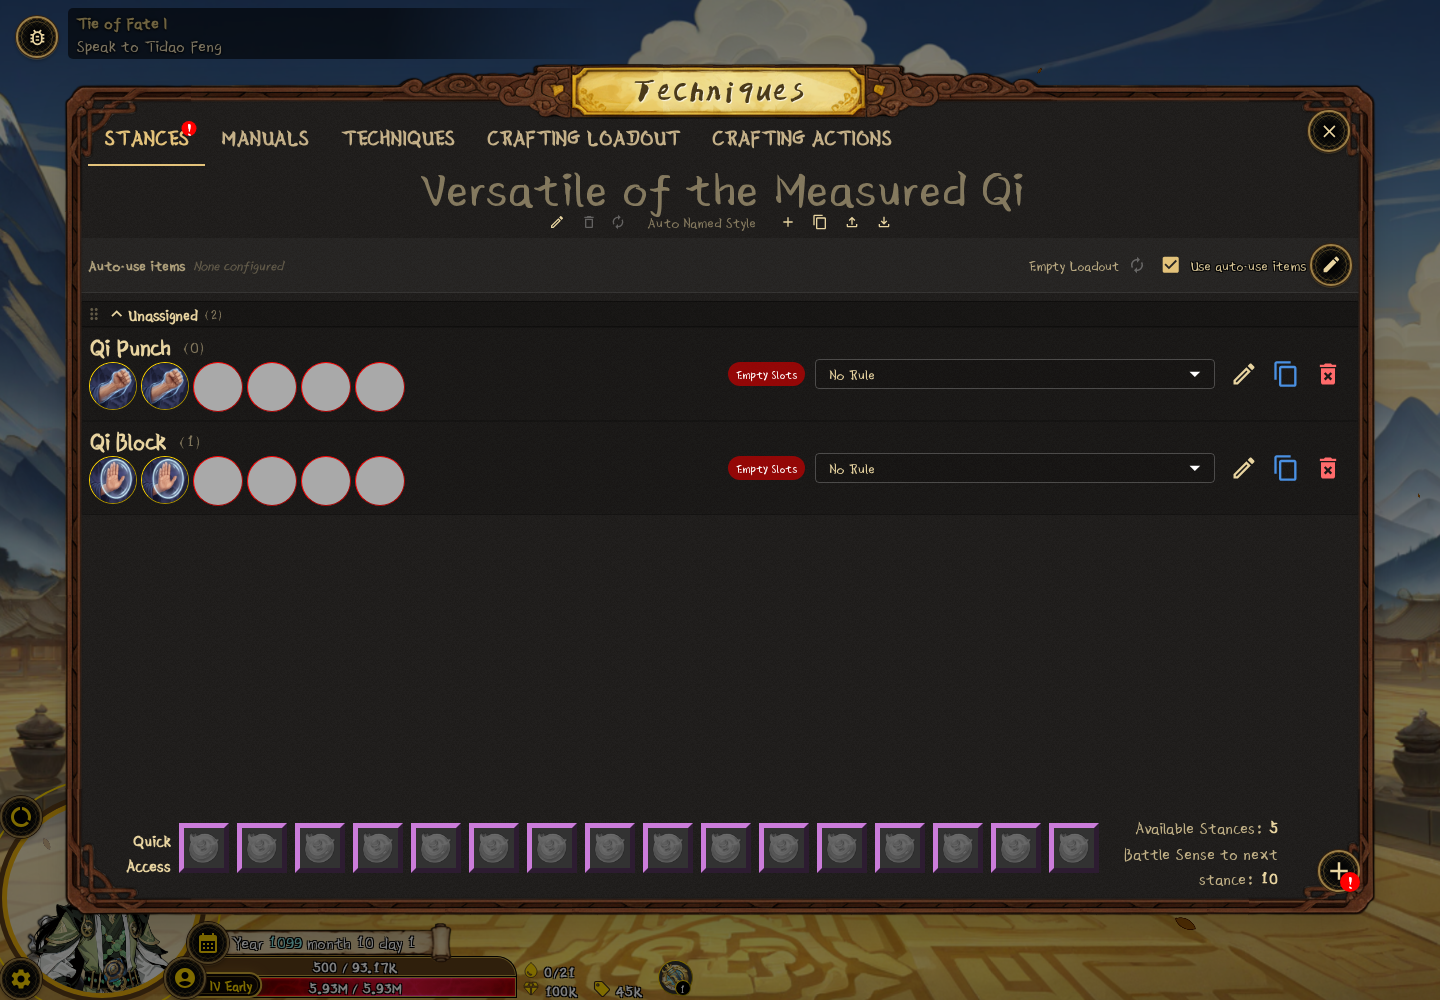 Tie of Fate I
Speak to Tidao Feng
Techniques
STANCES
MANUALS
TECHNIQUES
CRAFTING LOADOUT
CRAFTING ACTIONS
Versatile of the Measured Qi
Auto Named Style
Auto-use items None configured
Empty Loadout
Use auto-use items
Unassigned (2)
Qi Punch (0)
Empty Slots
No Rule
Qi Block (1)
Empty Slots
No Rule
Quick
Access
Available Stances: 5
Battle Sense to next
stance: 10
Year 1099 month 10 day 1
500 / 93.17K
IV Early
5.93M / 5.93M
0/21
100K
45K